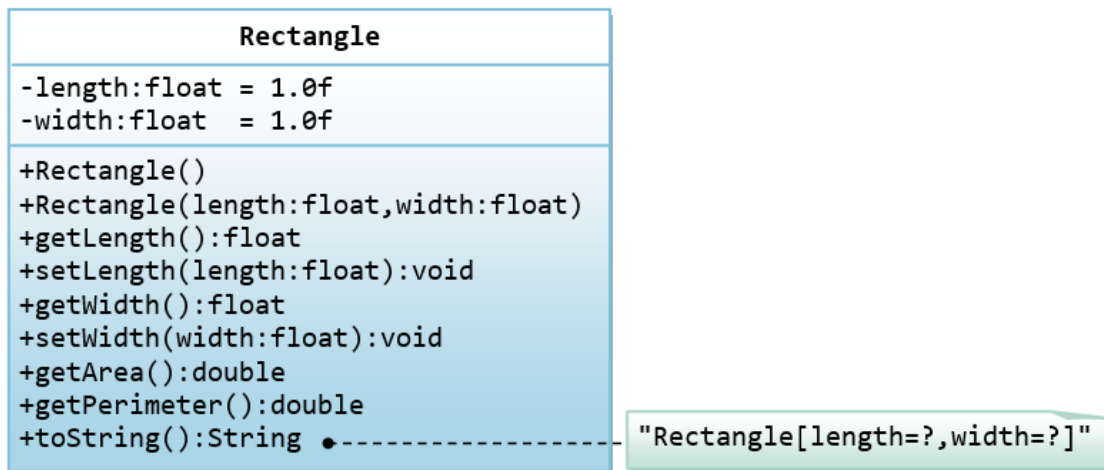 Rectangle
-length:float = 1.0f
-width:float  = 1.0f
+Rectangle()
+Rectangle(length:float,width:float)
+getLength():float
+setLength(length:float):void
+getWidth():float
+setWidth(width:float):void
+getArea():double
+getPerimeter():double
+toString():String
"Rectangle[length=?,width=?]"